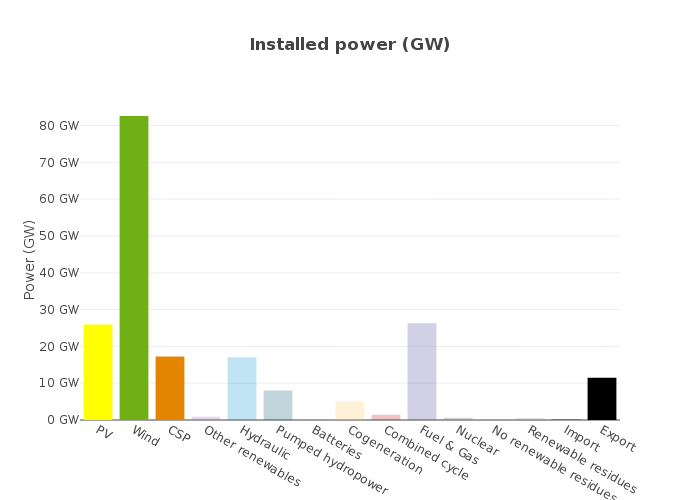 Installed power (GW)
Power (GW)
80 GW
70 GW
60 GW
50 GW
40 GW
30 GW
20 GW
10 GW
0 GW
PV
Wind
CSP
Other renewables
Hydraulic
Pumped hydropower
Batteries
Cogeneration
Combined cycle
Fuel & Gas
Nuclear
No renewable residues
Renewable residues
Import
Export